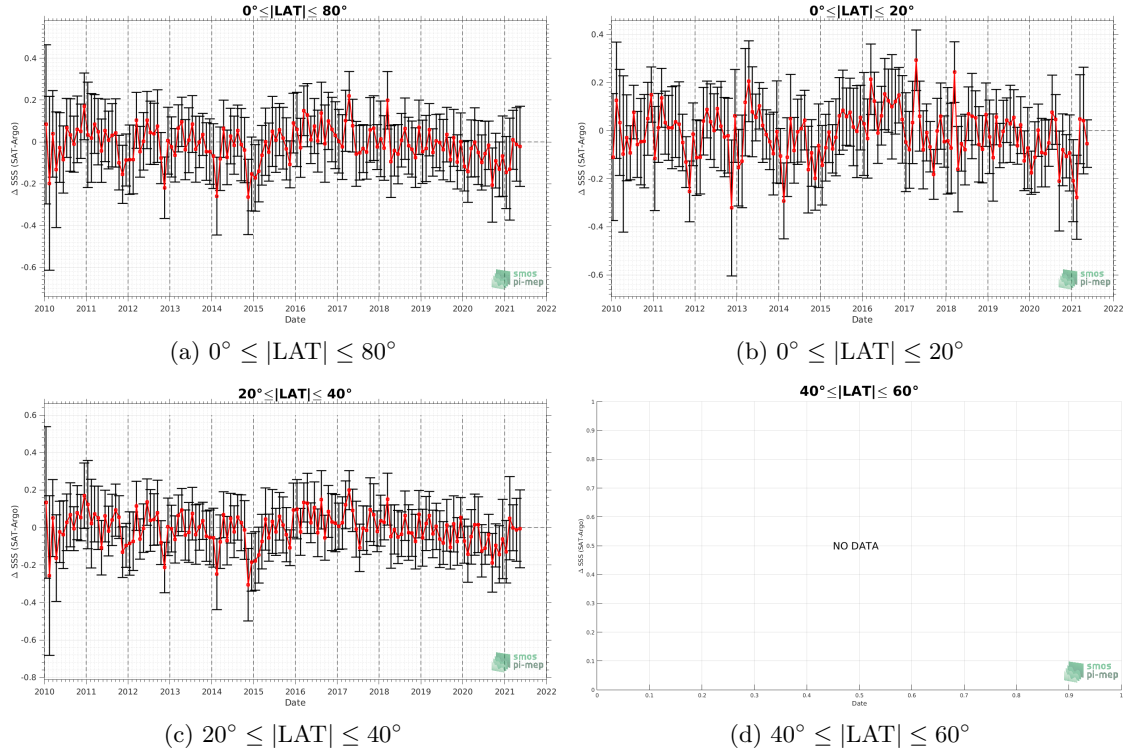 0°≤|LAT|≤ 80°
0.4
0.2
0
-0.2
-0.4
-0.6
Δ SSS (SAT-Argo)
2010 2011 2012 2013 2014 2015 2016 2017 2018 2019 2020 2021 2022
Date
smos
pi-mep
(a) 0° ≤ |LAT| ≤ 80°
0°≤|LAT|≤ 20°
0.4
0.2
0
-0.2
-0.4
-0.6
Δ SSS (SAT-Argo)
2010 2011 2012 2013 2014 2015 2016 2017 2018 2019 2020 2021 2022
Date
smos
pi-mep
(b) 0° ≤ |LAT| ≤ 20°
20°≤|LAT|≤ 40°
0.6
0.4
0.2
0
-0.2
-0.4
-0.6
-0.8
Δ SSS (SAT-Argo)
2010 2011 2012 2013 2014 2015 2016 2017 2018 2019 2020 2021 2022
Date
smos
pi-mep
(c) 20° ≤ |LAT| ≤ 40°
40°≤|LAT|≤ 60°
1
0.9
0.8
0.7
0.6
0.5
0.4
0.3
0.2
0.1
0
Δ SSS (SAT-Argo)
NO DATA
0 0.1 0.2 0.3 0.4 0.5 0.6 0.7 0.8 0.9 1
Date
smos
pi-mep
(d) 40° ≤ |LAT| ≤ 60°